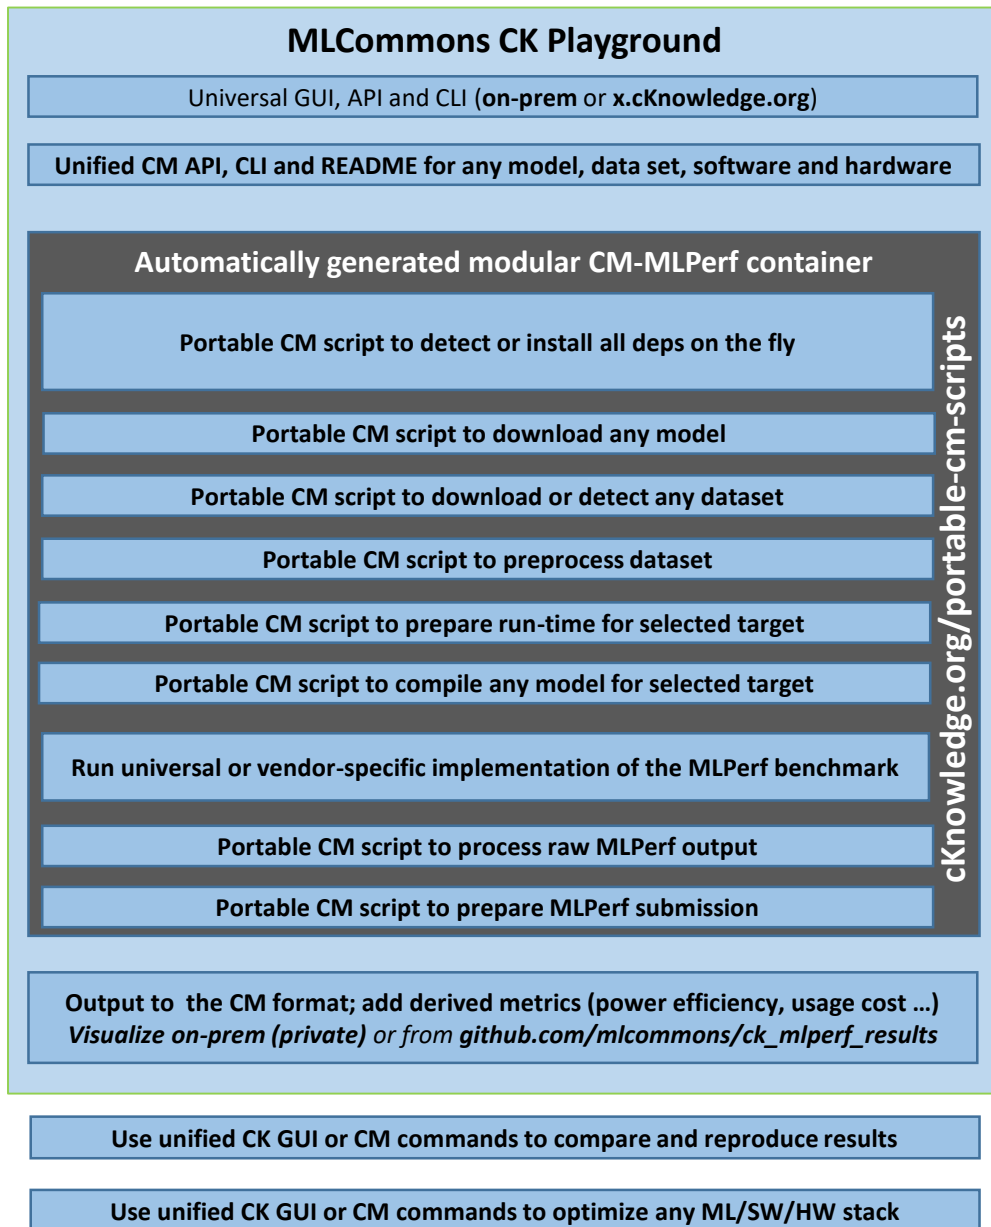 MLCommons CK Playground
Universal GUI, API and CLI (on-prem or x.cKnowledge.org)
Unified CM API, CLI and README for any model, data set, software and hardware
Automatically generated modular CM-MLPerf container
Portable CM script to detect or install all deps on the fly
Portable CM script to download any model
Portable CM script to download or detect any dataset
Portable CM script to preprocess dataset
Portable CM script to prepare run-time for selected target
Portable CM script to compile any model for selected target
Run universal or vendor-specific implementation of the MLPerf benchmark
Portable CM script to process raw MLPerf output
Portable CM script to prepare MLPerf submission
cKnowledge.org/portable-cm-scripts
Output to the CM format; add derived metrics (power efficiency, usage cost ...)
Visualize on-prem (private) or from github.com/mlcommons/ck_mlperf_results
Use unified CK GUI or CM commands to compare and reproduce results
Use unified CK GUI or CM commands to optimize any ML/SW/HW stack